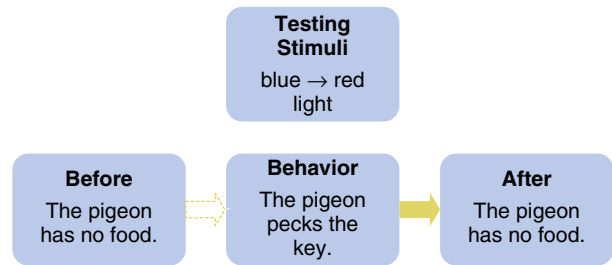 Testing
Stimuli
blue → red
light
Before
The pigeon
has no food.
Behavior
The pigeon
pecks the
key.
After
The pigeon
has no food.